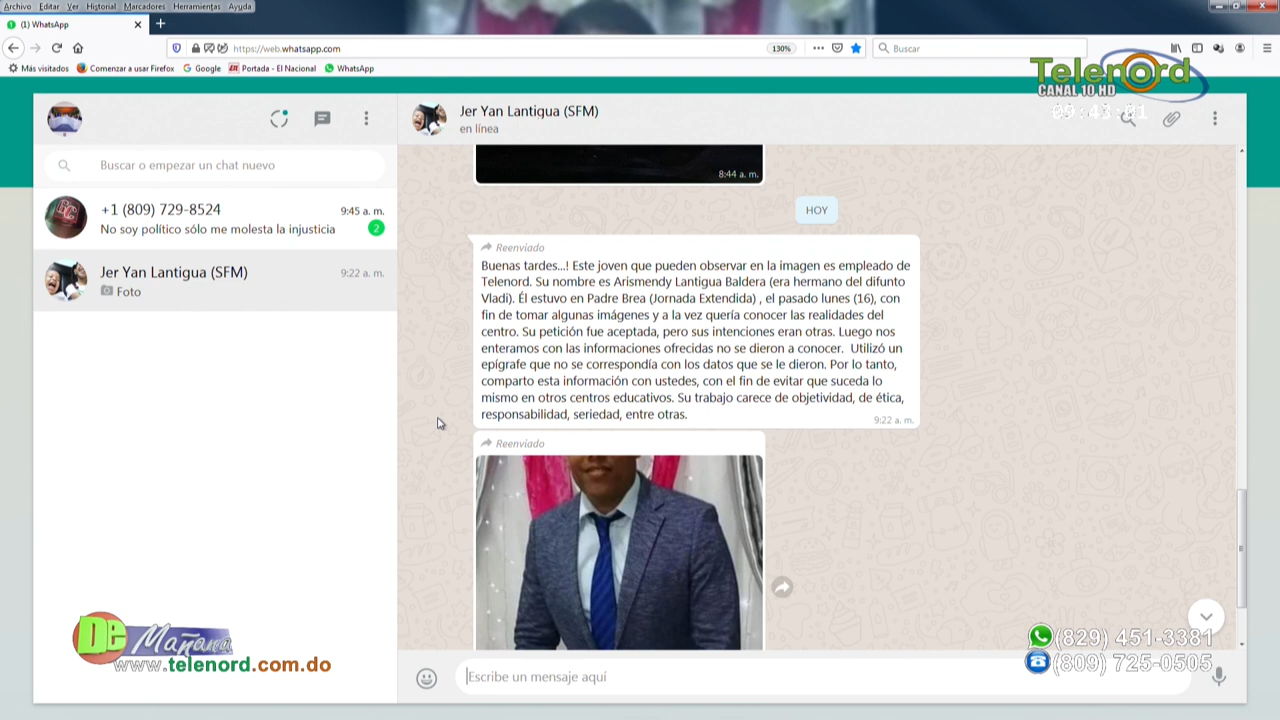 Archivo Editar Ver Historial Marcadores Herramientas Ayuda
(1) WhatsApp
https://web.whatsapp.com
130%
Buscar
Más visitados Comenzar a usar Firefox Google Portada - El Nacional WhatsApp
Telenord
CANAL 10 HD
09:43:01
Jer Yan Lantigua (SFM)
en línea
Buscar o empezar un chat nuevo
+1 (809) 729-8524 9:45 a. m.
No soy político sólo me molesta la injusticia 2
Jer Yan Lantigua (SFM) 9:22 a. m.
Foto
8:44 a. m.
HOY
Reenviado
Buenas tardes...! Este joven que pueden observar en la imagen es empleado de
Telenord. Su nombre es Arismendy Lantigua Baldera (era hermano del difunto
Vladi). Él estuvo en Padre Brea (Jornada Extendida) , el pasado lunes (16), con
fin de tomar algunas imágenes y a la vez quería conocer las realidades del
centro. Su petición fue aceptada, pero sus intenciones eran otras. Luego nos
enteramos con las informaciones ofrecidas no se dieron a conocer. Utilizó un
epígrafe que no se correspondía con los datos que se le dieron. Por lo tanto,
comparto esta información con ustedes, con el fin de evitar que suceda lo
mismo en otros centros educativos. Su trabajo carece de objetividad, de ética,
responsabilidad, seriedad, entre otras.
9:22 a. m.
Reenviado
Escribe un mensaje aquí
De Mañana
www.telenord.com.do
(829) 451-3381
(809) 725-0505